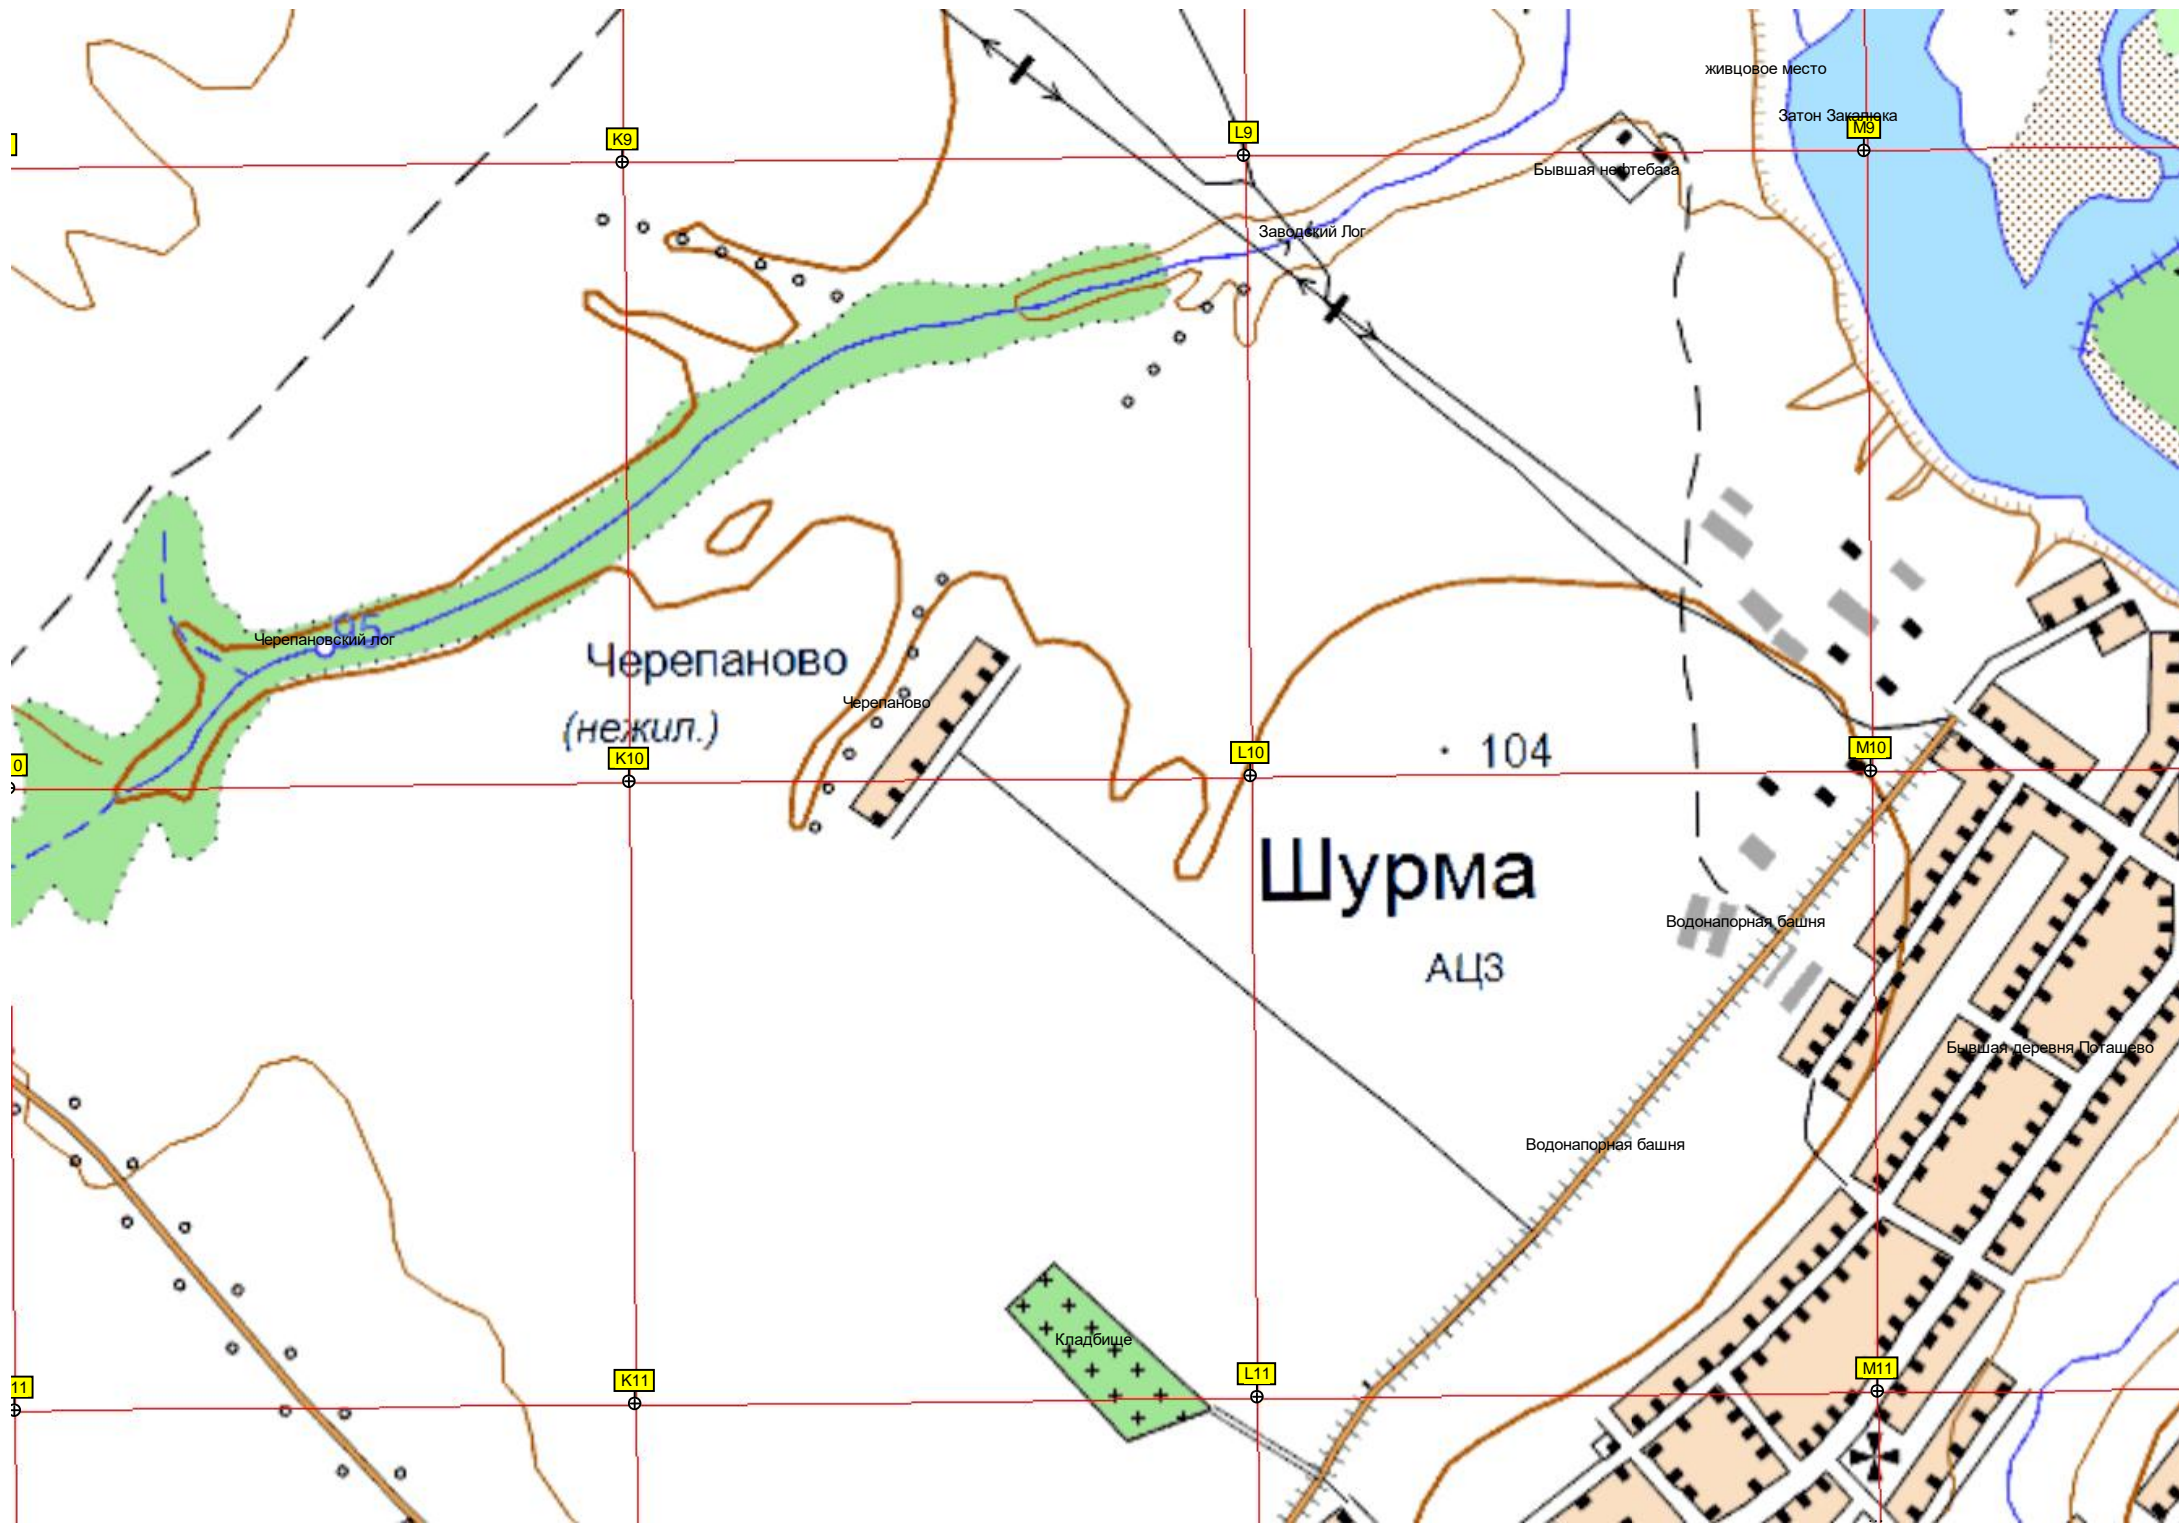 живцовое место
Затон Закалюка
K9
L9
M9
Бывшая нефтебаза
Заводский Лог
95
Черепановский лог
Черепаново
(нежил.)
Черепаново
0
K10
L10
104
M10
Шурма
АЦЗ
Водонапорная башня
Бывшая деревня Поташево
Водонапорная башня
Кладбище
11
K11
L11
M11